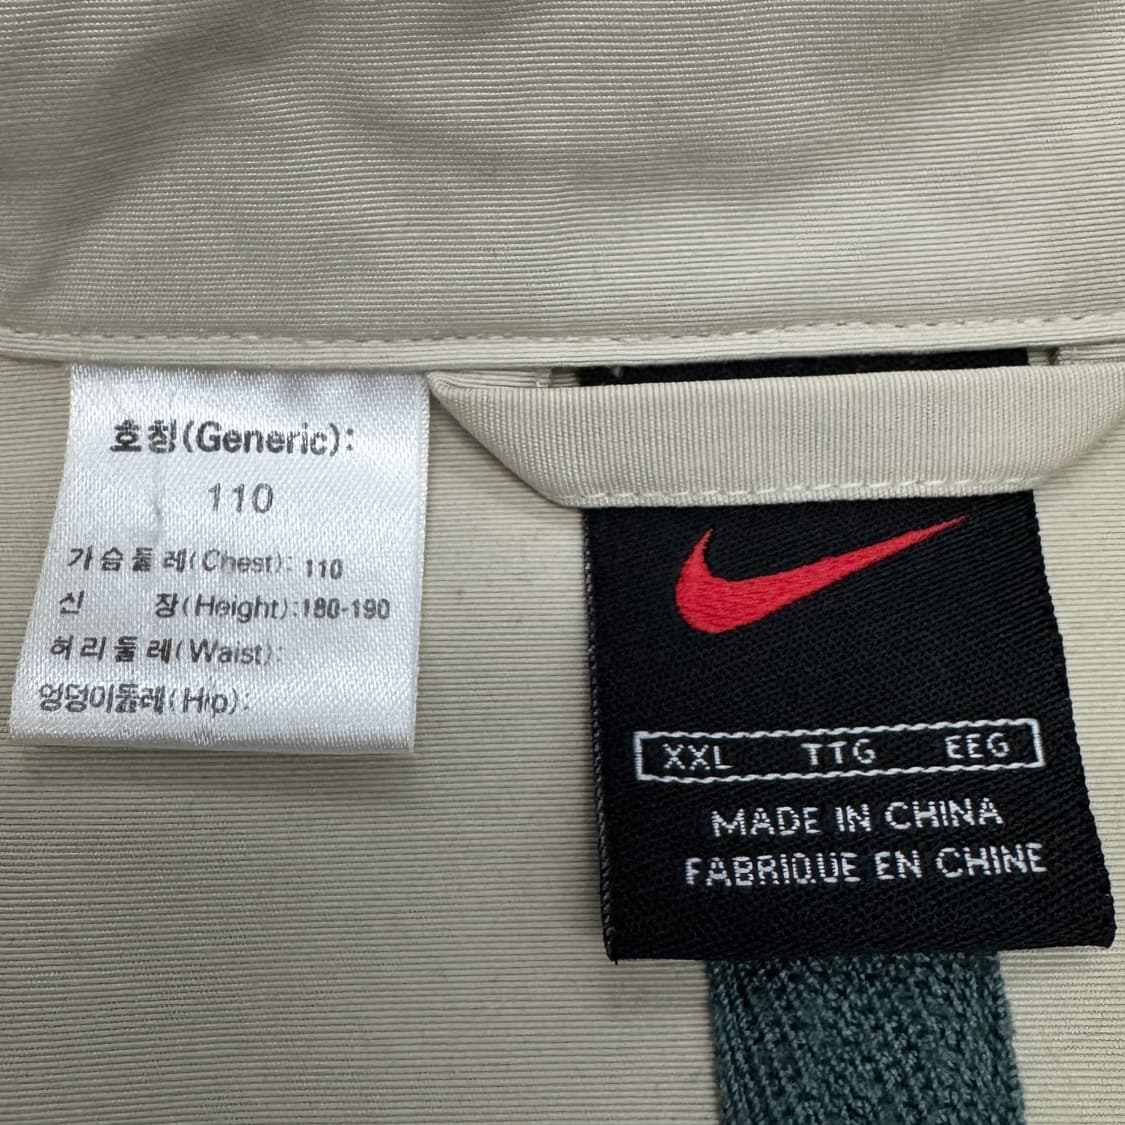 호칭(Generic):
110
가슴둘레(Chest): 110
신 장(Height):180-190
허리둘레(Waist):
엉덩이둘레(Hip):
XXL TTG EEG
MADE IN CHINA
FABRIQUE EN CHINE